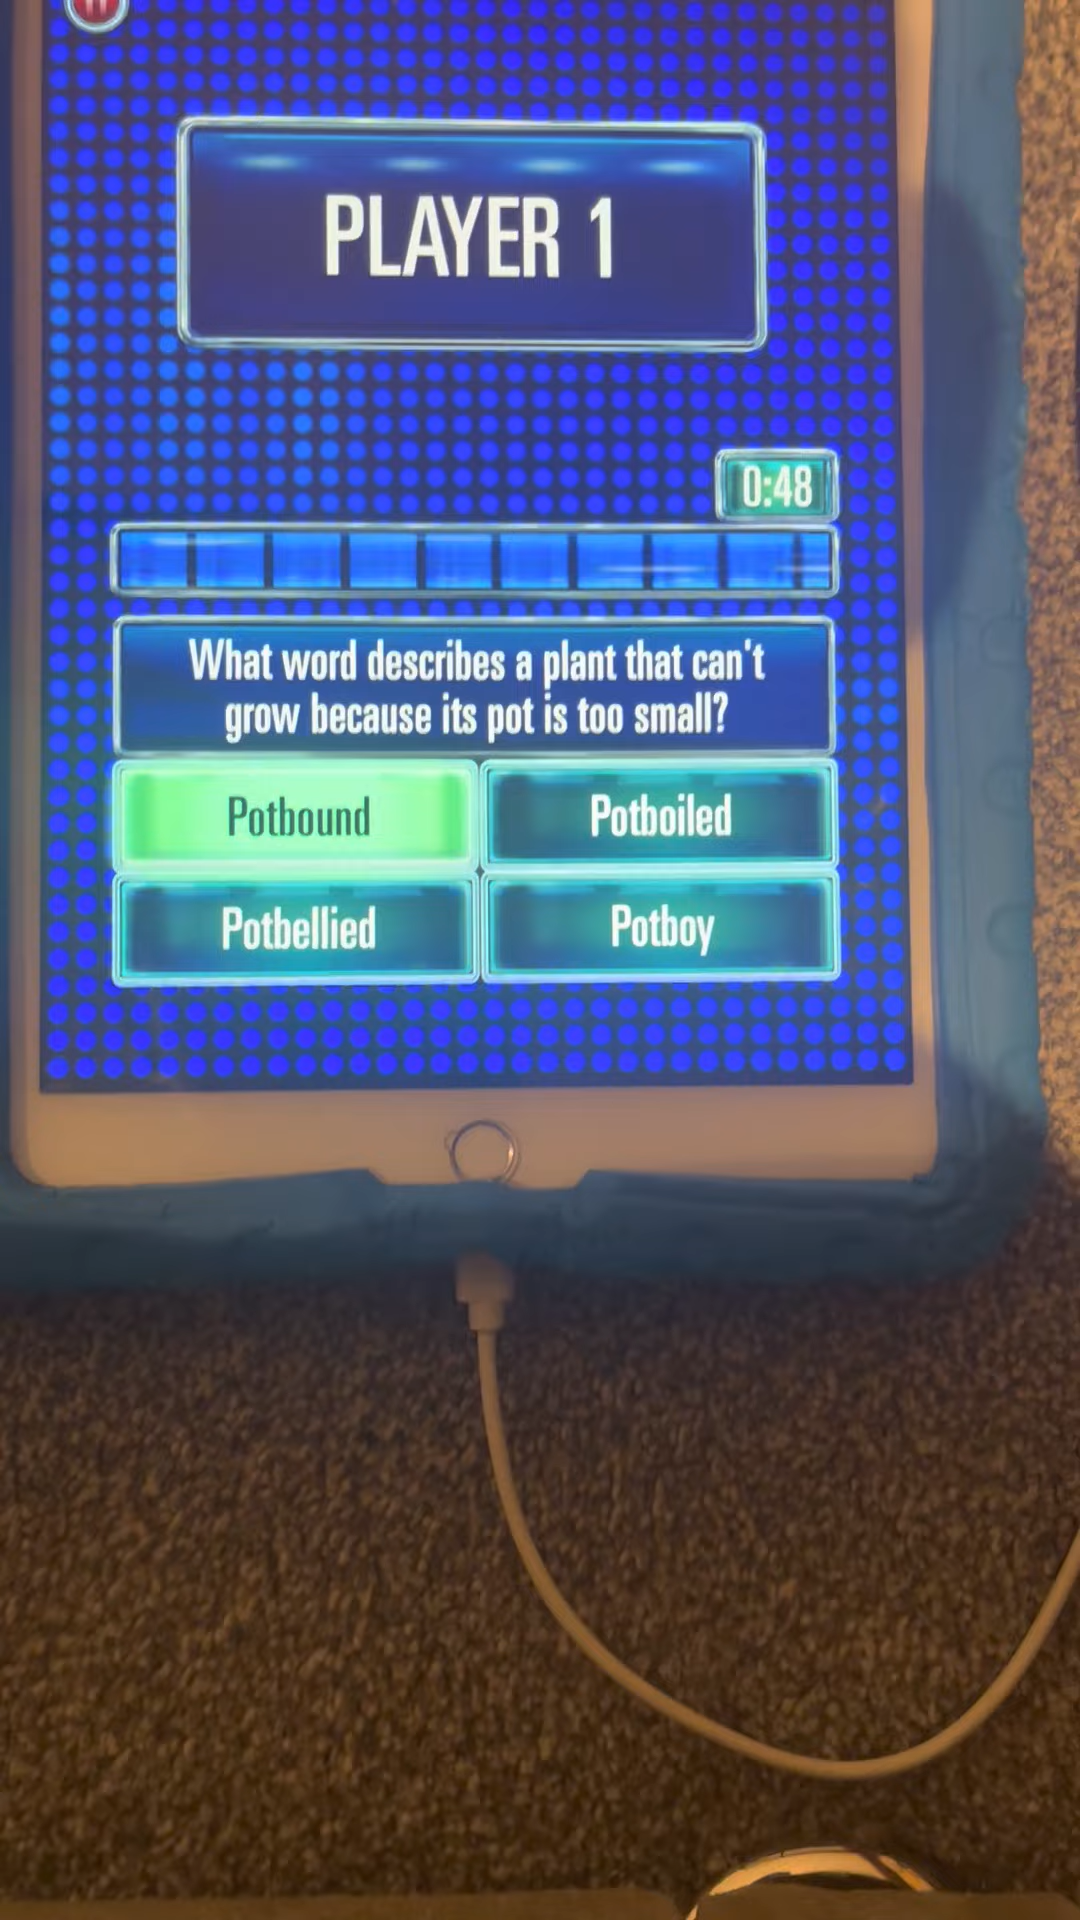 PLAYER 1
0:48
What word describes a plant that can't
grow because its pot is too small?
Potbound
Potboiled
Potbellied
Potboy